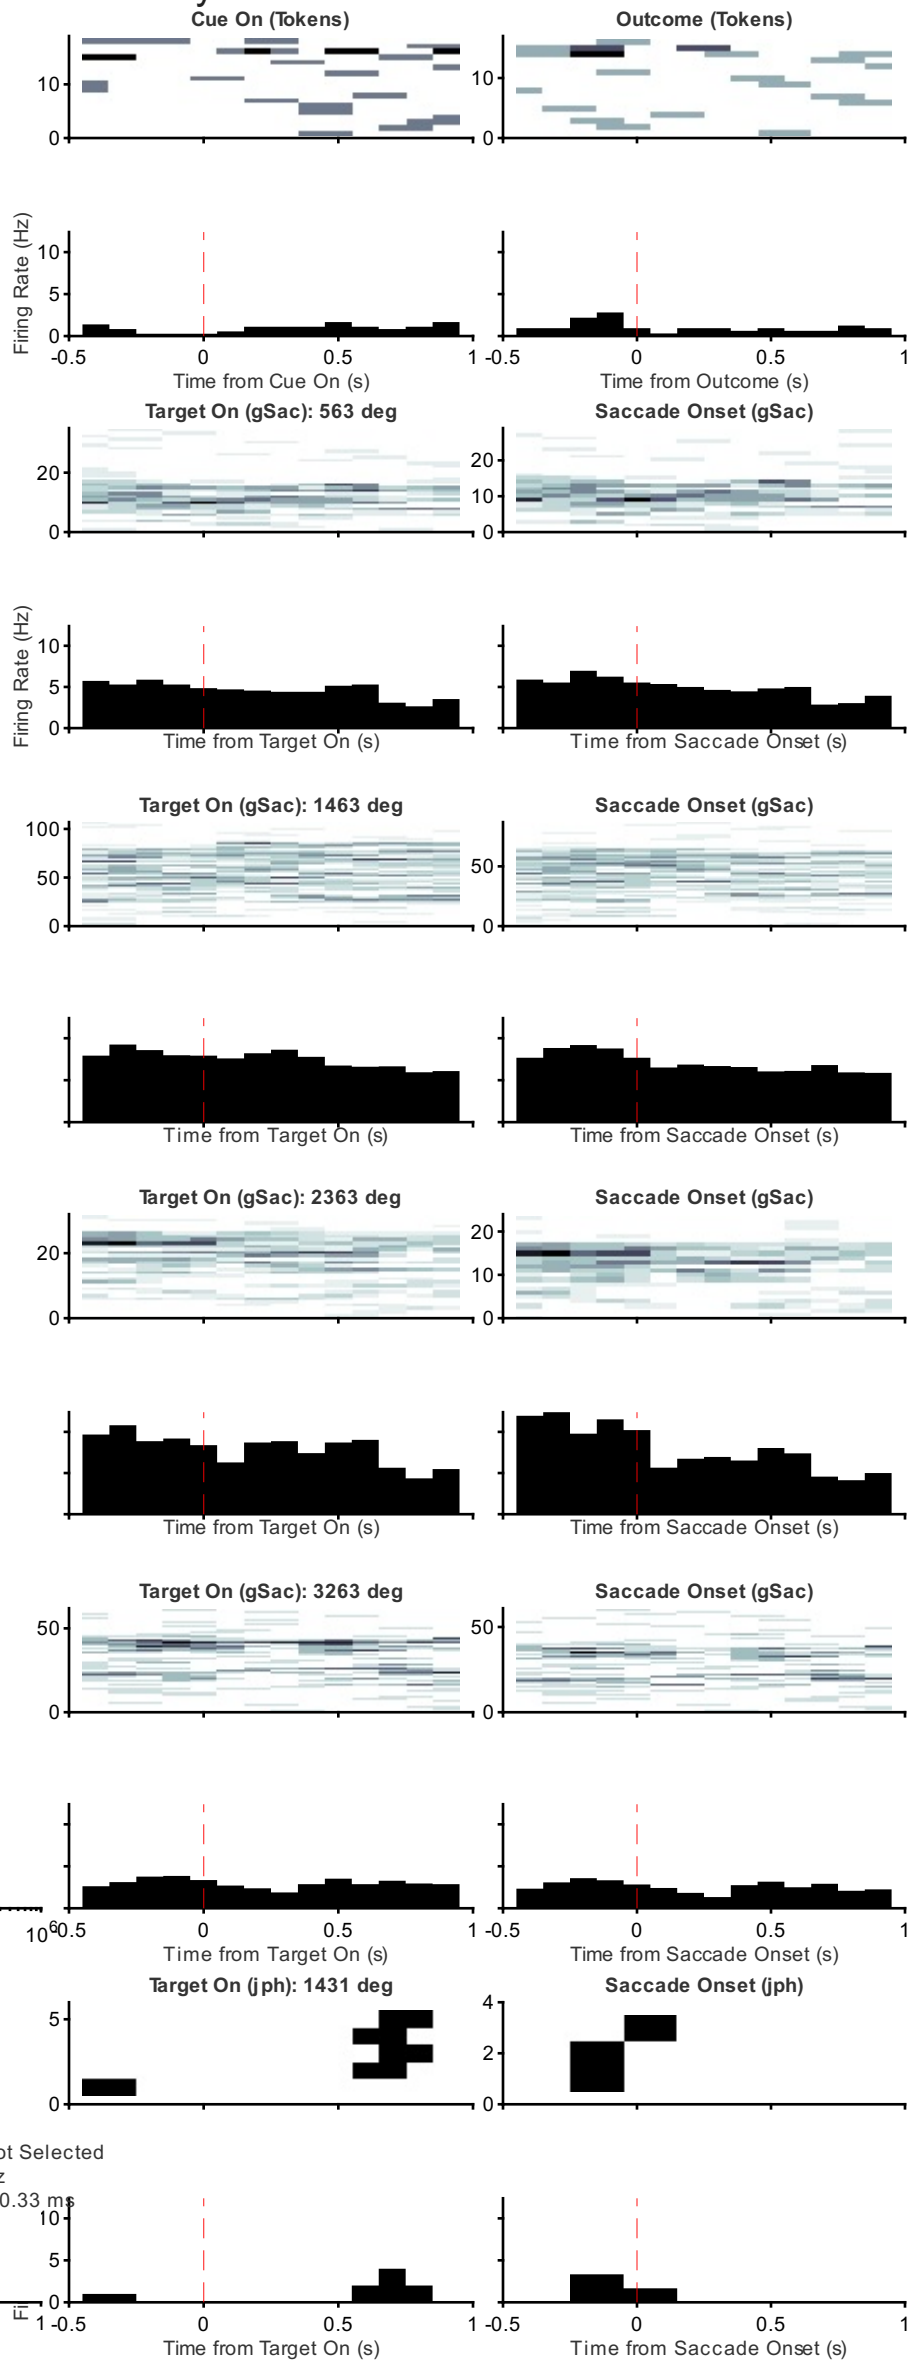 y
Cue On (Tokens) Outcome (Tokens)
10 10
0 0
Firing Rate (Hz)
10
5
0
-0.5 0 0.5 1 -0.5 0 0.5 1
Time from Cue On (s) Time from Outcome (s)
Target On (gSac): 563 deg Saccade Onset (gSac)
20 20
10
0 0
Firing Rate (Hz)
10
5
0
Time from Target On (s) Time from Saccade Onset (s)
Target On (gSac): 1463 deg Saccade Onset (gSac)
100
50 50
0 0
Time from Target On (s) Time from Saccade Onset (s)
Target On (gSac): 2363 deg Saccade Onset (gSac)
20 20
10
0 0
Time from Target On (s) Time from Saccade Onset (s)
Target On (gSac): 3263 deg Saccade Onset (gSac)
50 50
0 0
10⁶ -0.5 0 0.5 1 -0.5 0 0.5 1
Time from Target On (s) Time from Saccade Onset (s)
Target On (jph): 1431 deg Saccade Onset (jph)
5 4
2
0 0
ot Selected
z
0.33 ms
10
5
0
Fi
1 -0.5 0 0.5 1 -0.5 0 0.5 1
Time from Target On (s) Time from Saccade Onset (s)